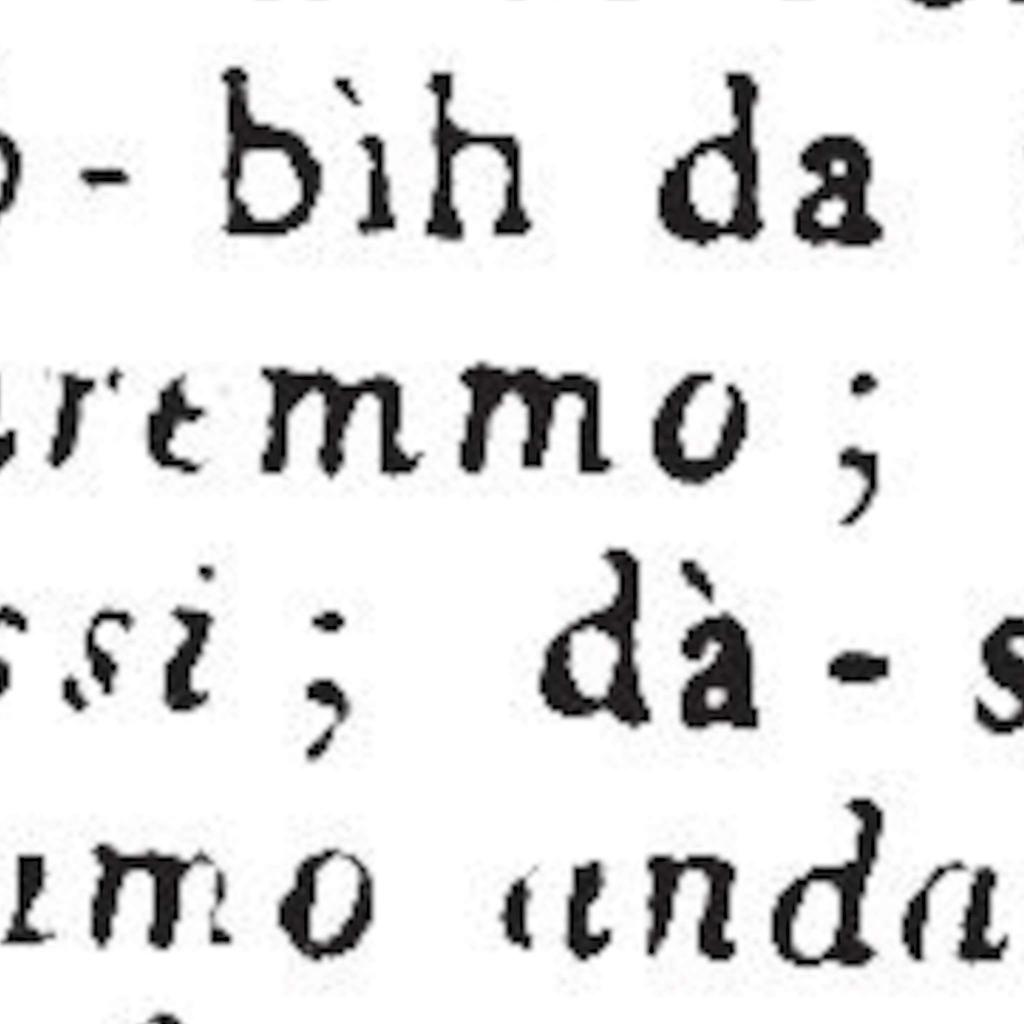 - bìh da
remmo ;
ssi ; dà - s
mo anda